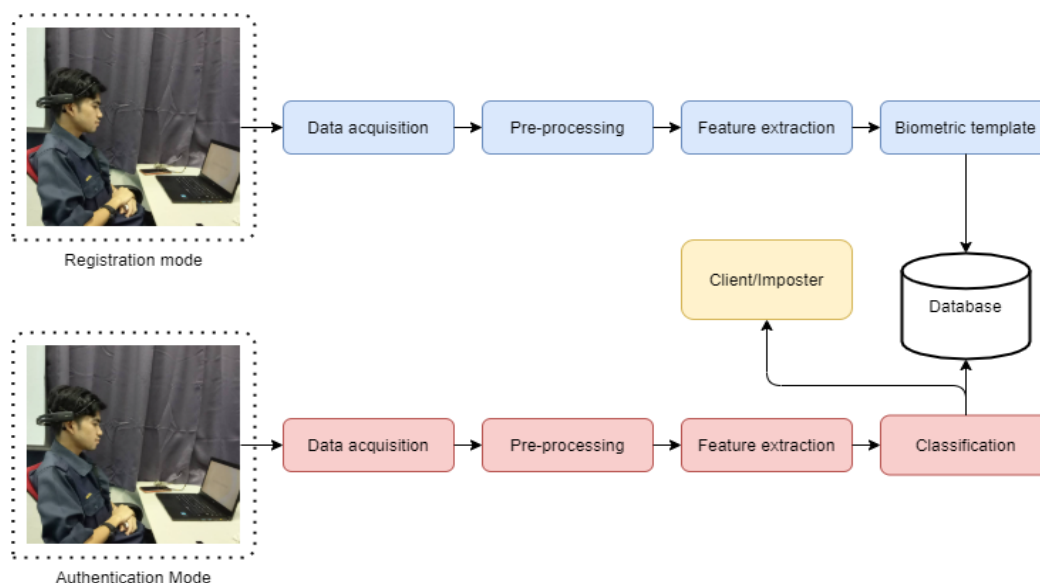 Data acquisition
Pre-processing
Feature extraction
Biometric template
Registration mode
Client/Imposter
Database
Data acquisition
Pre-processing
Feature extraction
Classification
Authentication Mode